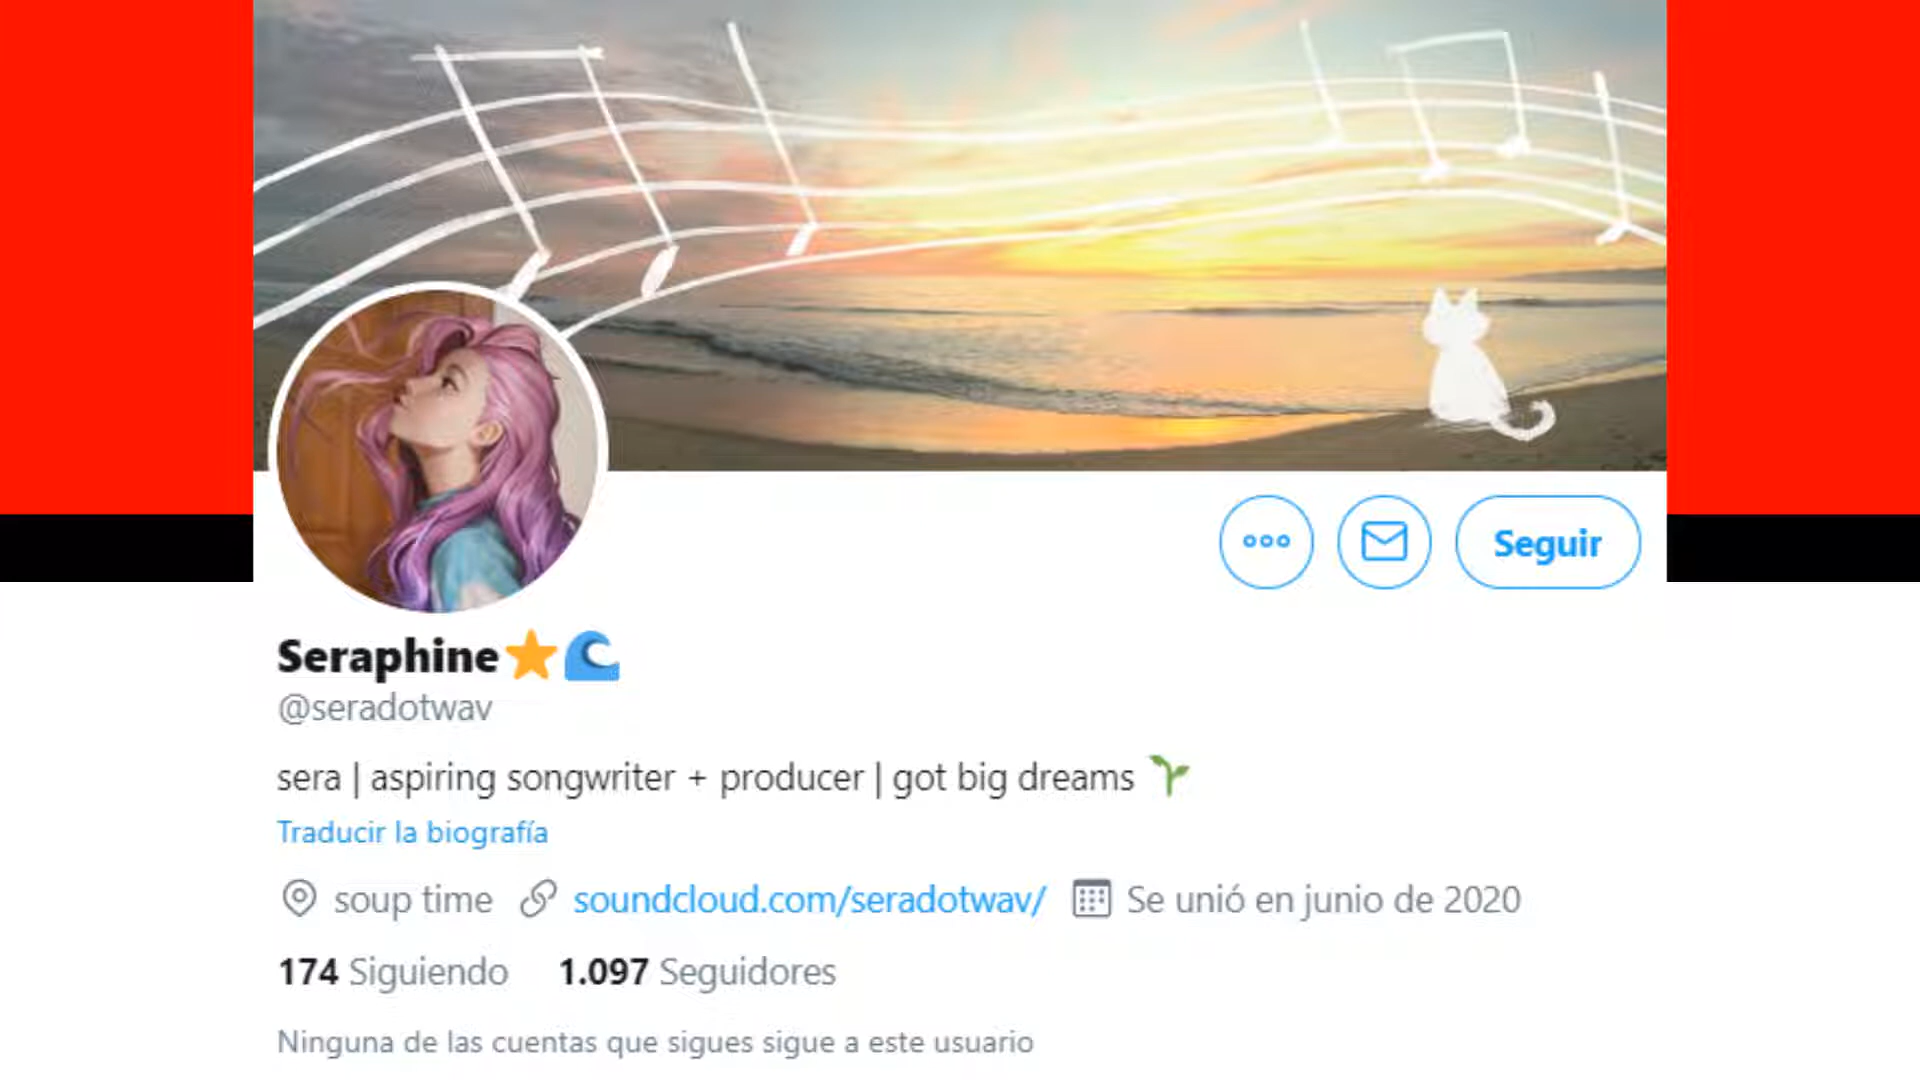 Seguir
Seraphine⭐🌊
@seradotwav
sera | aspiring songwriter + producer | got big dreams 🌱
Traducir la biografía
soup time soundcloud.com/seradotwav/ Se unió en junio de 2020
174 Siguiendo 1.097 Seguidores
Ninguna de las cuentas que sigues sigue a este usuario